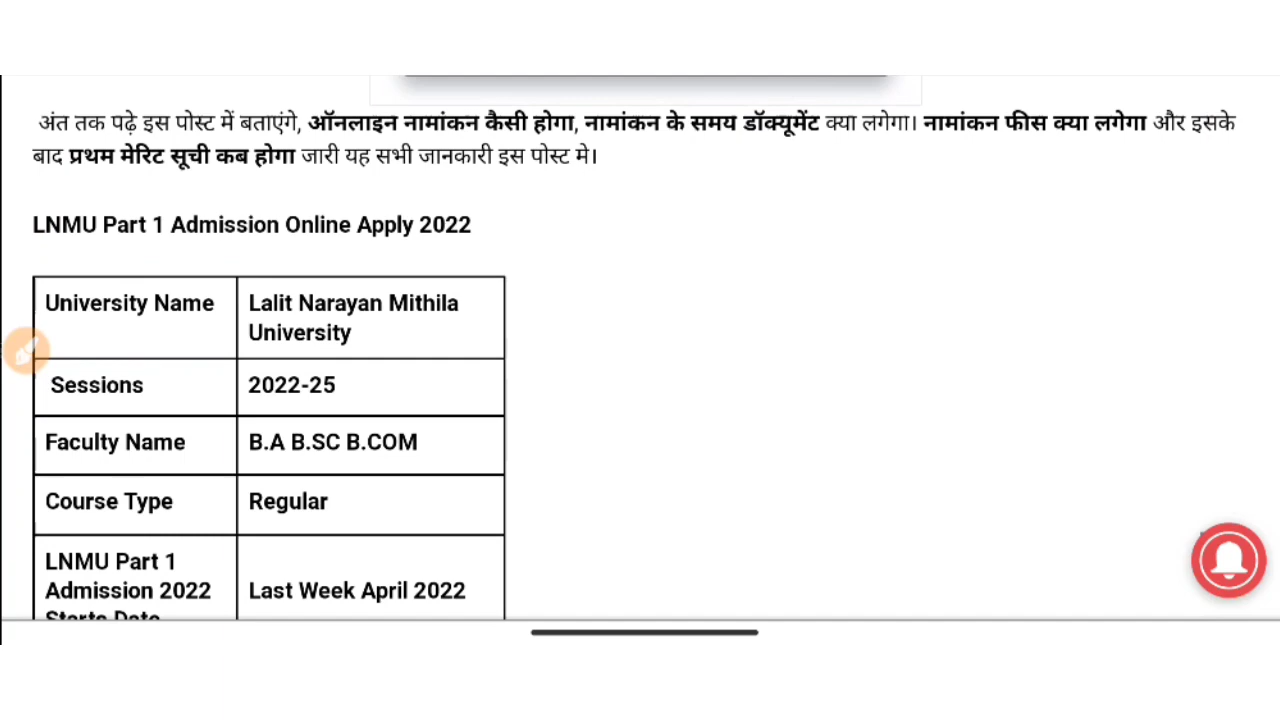 अंत तक पढ़े इस पोस्ट में बताएंगे, ऑनलाइन नामांकन कैसी होगा, नामांकन के समय डॉक्यूमेंट क्या लगेगा। नामांकन फीस क्या लगेगा और इसके
बाद प्रथम मेरिट सूची कब होगा जारी यह सभी जानकारी इस पोस्ट मे।
LNMU Part 1 Admission Online Apply 2022
University Name Lalit Narayan Mithila
University
Sessions 2022-25
Faculty Name B.A B.SC B.COM
Course Type Regular
LNMU Part 1
Admission 2022 Last Week April 2022
Starts Date